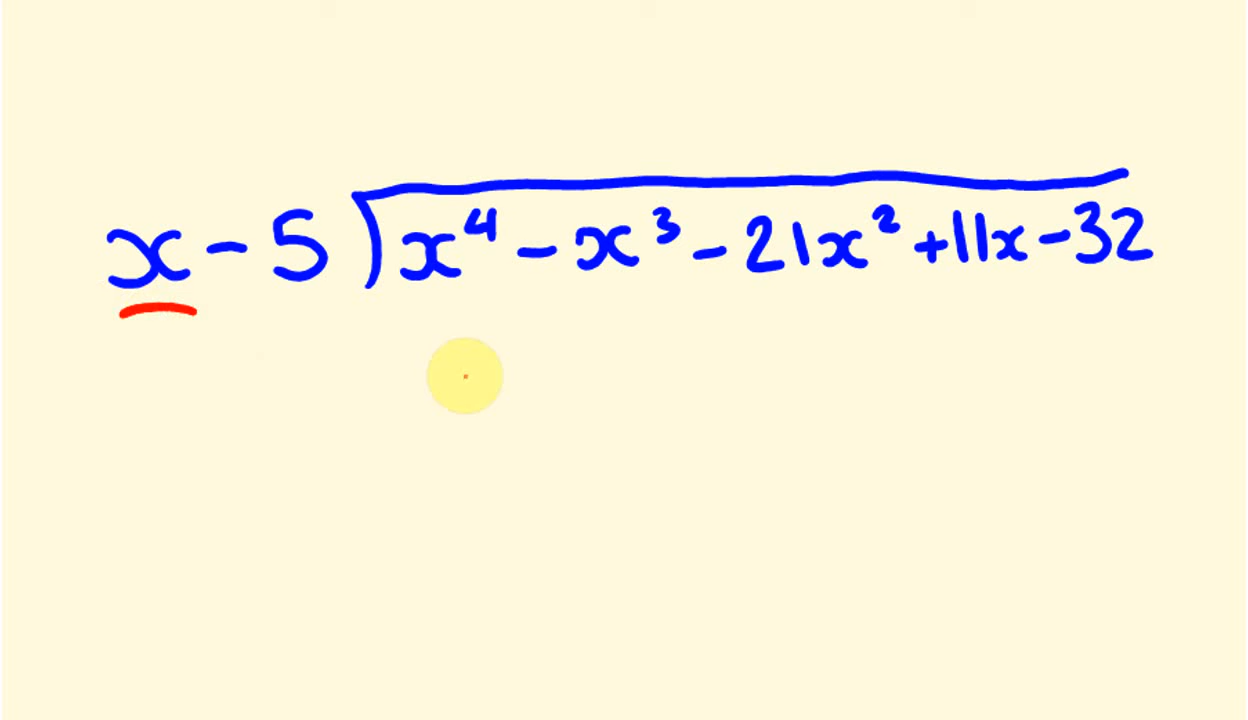 x - 5 ) x⁴ - x³ - 21x² + 11x - 32